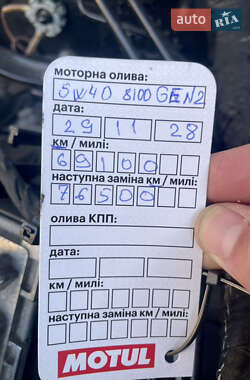 AUTO RIA.com
моторна олива:
5W40 8100 GEN2
дата:
29 11 28
км / милі:
69100
наступна заміна км / милі:
76500
олива КПП:
дата:
км / милі:
наступна заміна км / милі:
MOTUL